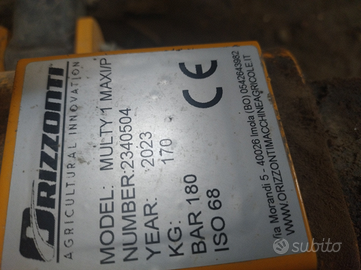 ORIZZONTI
AGRICULTURAL INNOVATION
MODEL: MULTY 1 MAXI/P
NUMBER:2340504
YEAR: 2023
KG: 170
BAR 180
ISO 68
CE
Via Morandi 5 - 40026 Imola (BO) 0542643982
WWW.ORIZZONTIMACCHINEAGRICOLE.IT
subito